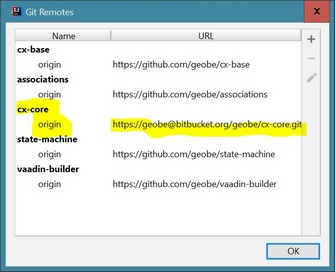 Git Remotes
Name URL
cx-base
origin https://github.com/geobe/cx-base
associations
origin https://github.com/geobe/associations
cx-core
origin https://geobe@bitbucket.org/geobe/cx-core.git
state-machine
origin https://github.com/geobe/state-machine
vaadin-builder
origin https://github.com/geobe/vaadin-builder
OK